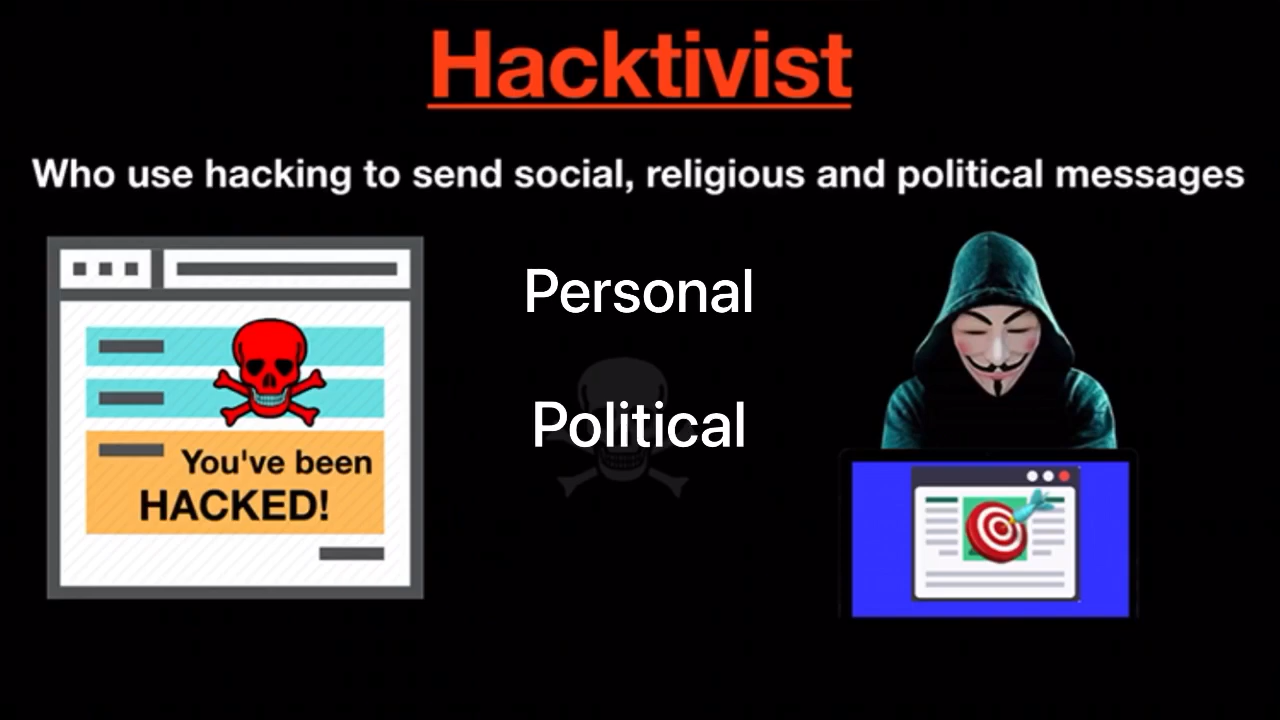 Hacktivist
Who use hacking to send social, religious and political messages
Personal
Political
You've been
HACKED!